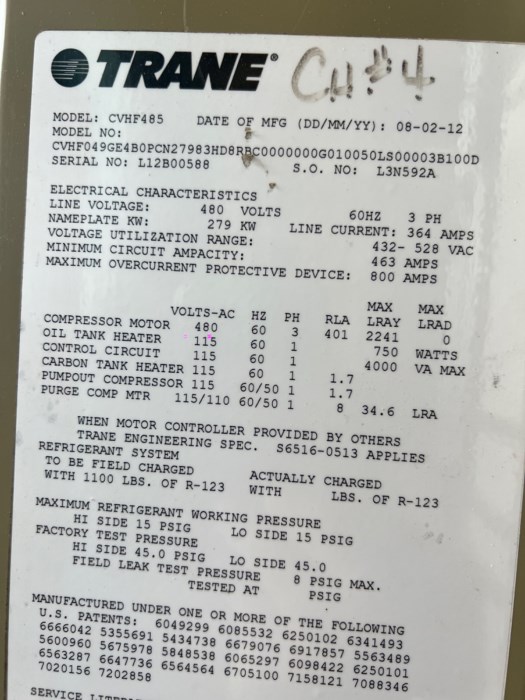 TRANE® CH #4
MODEL: CVHF485 DATE OF MFG (DD/MM/YY): 08-02-12
MODEL NO:
CVHF049GE4B0PCN27983HD8RBC0000000G010050LS00003B100D
SERIAL NO: L12B00588 S.O. NO: L3N592A
ELECTRICAL CHARACTERISTICS
LINE VOLTAGE: 480 VOLTS 60HZ 3 PH
NAMEPLATE KW: 279 KW LINE CURRENT: 364 AMPS
VOLTAGE UTILIZATION RANGE: 432- 528 VAC
MINIMUM CIRCUIT AMPACITY: 463 AMPS
MAXIMUM OVERCURRENT PROTECTIVE DEVICE: 800 AMPS
MAX MAX
VOLTS-AC HZ PH RLA LRAY LRAD
COMPRESSOR MOTOR 480 60 3 401 2241 0
OIL TANK HEATER 115 60 1 750 WATTS
CONTROL CIRCUIT 115 60 1 4000 VA MAX
CARBON TANK HEATER 115 60 1 1.7
PUMPOUT COMPRESSOR 115 60/50 1 1.7
PURGE COMP MTR 115/110 60/50 1 8 34.6 LRA
WHEN MOTOR CONTROLLER PROVIDED BY OTHERS
TRANE ENGINEERING SPEC. S6516-0513 APPLIES
REFRIGERANT SYSTEM
TO BE FIELD CHARGED ACTUALLY CHARGED
WITH 1100 LBS. OF R-123 WITH LBS. OF R-123
MAXIMUM REFRIGERANT WORKING PRESSURE
HI SIDE 15 PSIG LO SIDE 15 PSIG
FACTORY TEST PRESSURE
HI SIDE 45.0 PSIG LO SIDE 45.0
FIELD LEAK TEST PRESSURE 8 PSIG MAX.
TESTED AT PSIG
MANUFACTURED UNDER ONE OR MORE OF THE FOLLOWING
U.S. PATENTS: 6049299 6085532 6250102 6341493
6666042 5355691 5434738 6679076 6917857 5563489
5600960 5675978 5848538 6065297 6098422 6250101
6563287 6647736 6564564 6705100 7158121 7088346
7020156 7202858
SERVICE